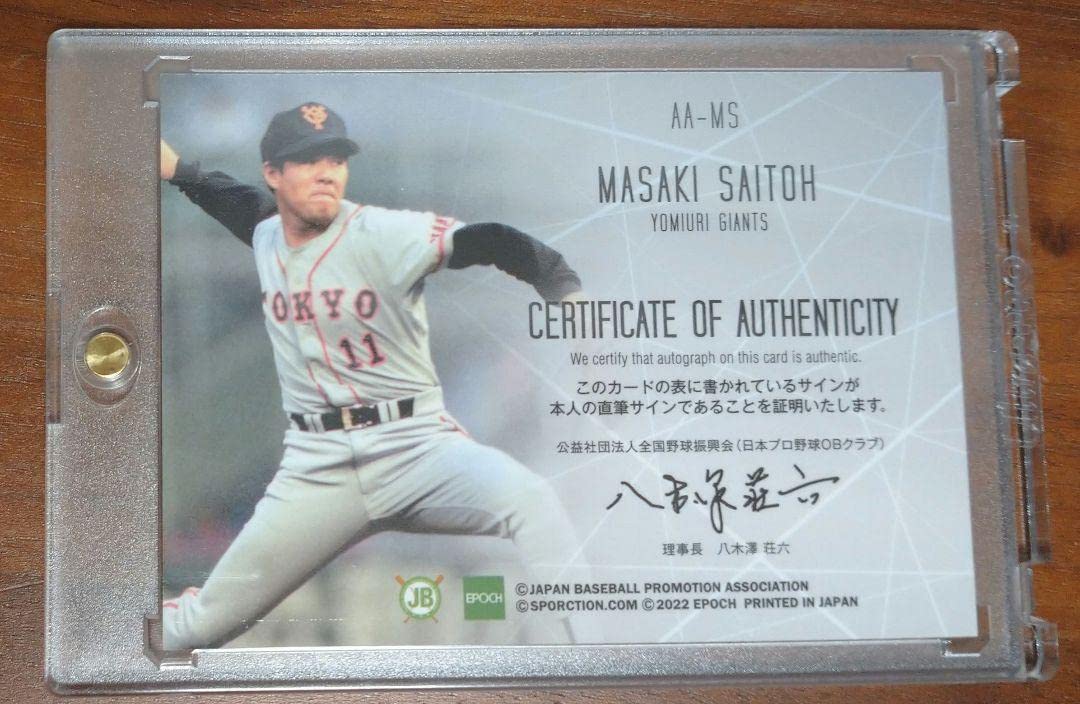 AA-MS
MASAKI SAITOH
YOMIURI GIANTS
TOKYO
11
CERTIFICATE OF AUTHENTICITY
We certify that autograph on this card is authentic.
このカードの表に書かれているサインが
本人の直筆サインであることを証明いたします。
公益社団法人全国野球振興会(日本プロ野球OBクラブ)
八木澤荘六
理事長 八木澤 荘六
JB
EPOCH
©JAPAN BASEBALL PROMOTION ASSOCIATION
©SPORCTION.COM ©2022 EPOCH PRINTED IN JAPAN